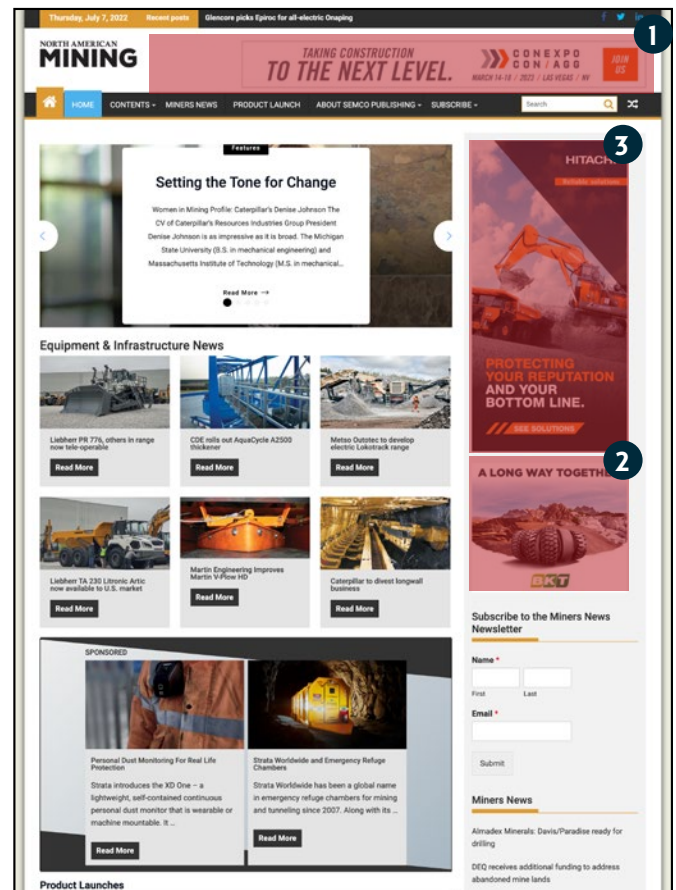 Thursday, July 7, 2022 Recent posts Glencore picks Epiroc for all-electric Onaping
1
NORTH AMERICAN
MINING
TAKING CONSTRUCTION
TO THE NEXT LEVEL.
CONEXPO
CON/AGG
MARCH 14-18 / 2023 / LAS VEGAS / NV
JOIN
US
HOME CONTENTS MINERS NEWS PRODUCT LAUNCH ABOUT SEMCO PUBLISHING SUBSCRIBE Search
Features
Setting the Tone for Change
Women in Mining Profile: Caterpillar's Denise Johnson The
CV of Caterpillar's Resources Industries Group President
Denise Johnson is as impressive as it is broad. The Michigan
State University (B.S. in mechanical engineering) and
Massachusetts Institute of Technology (M.S. in mechanical...
Read More →
3
HITACHI
Reliable solutions
PROTECTING
YOUR REPUTATION
AND YOUR
BOTTOM LINE.
SEE SOLUTIONS
Equipment & Infrastructure News
Liebherr PR 776, others in range
now tele-operable
Read More
CDE rolls out AquaCycle A2500
thickener
Read More
Metso Outotec to develop
electric Lokotrack range
Read More
2
A LONG WAY TOGETHER
BKT
Liebherr TA 230 Litronic Artic
now available to U.S. market
Read More
Martin Engineering Improves
Martin V-Plow HD
Read More
Caterpillar to divest longwall
business
Read More
Subscribe to the Miners News
Newsletter
Name *
First Last
Email *
Submit
SPONSORED
Personal Dust Monitoring For Real Life
Protection
Strata introduces the XD One – a
lightweight, self-contained continuous
personal dust monitor that is wearable or
machine mountable. It ...
Read More
Strata Worldwide and Emergency Refuge
Chambers
Strata Worldwide has been a global name
in emergency refuge chambers for mining
and tunneling since 2007. Along with its ...
Read More
Miners News
Almadex Minerals: Davis/Paradise ready for
drilling
DEQ receives additional funding to address
abandoned mine lands
Product Launches